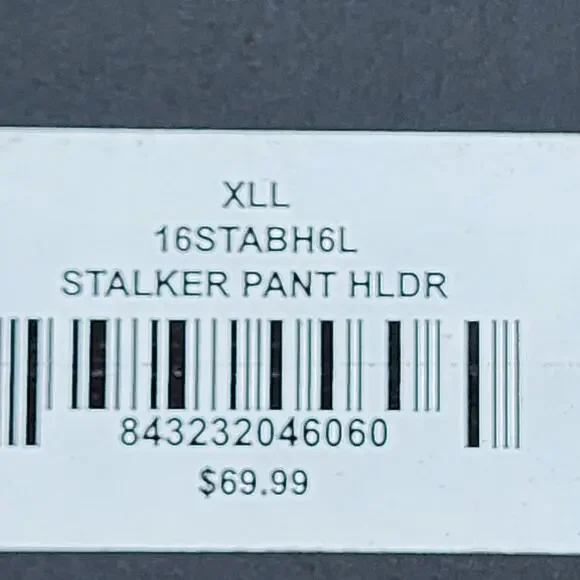 XLL
16STABH6L
STALKER PANT HLDR
843232046060
$69.99